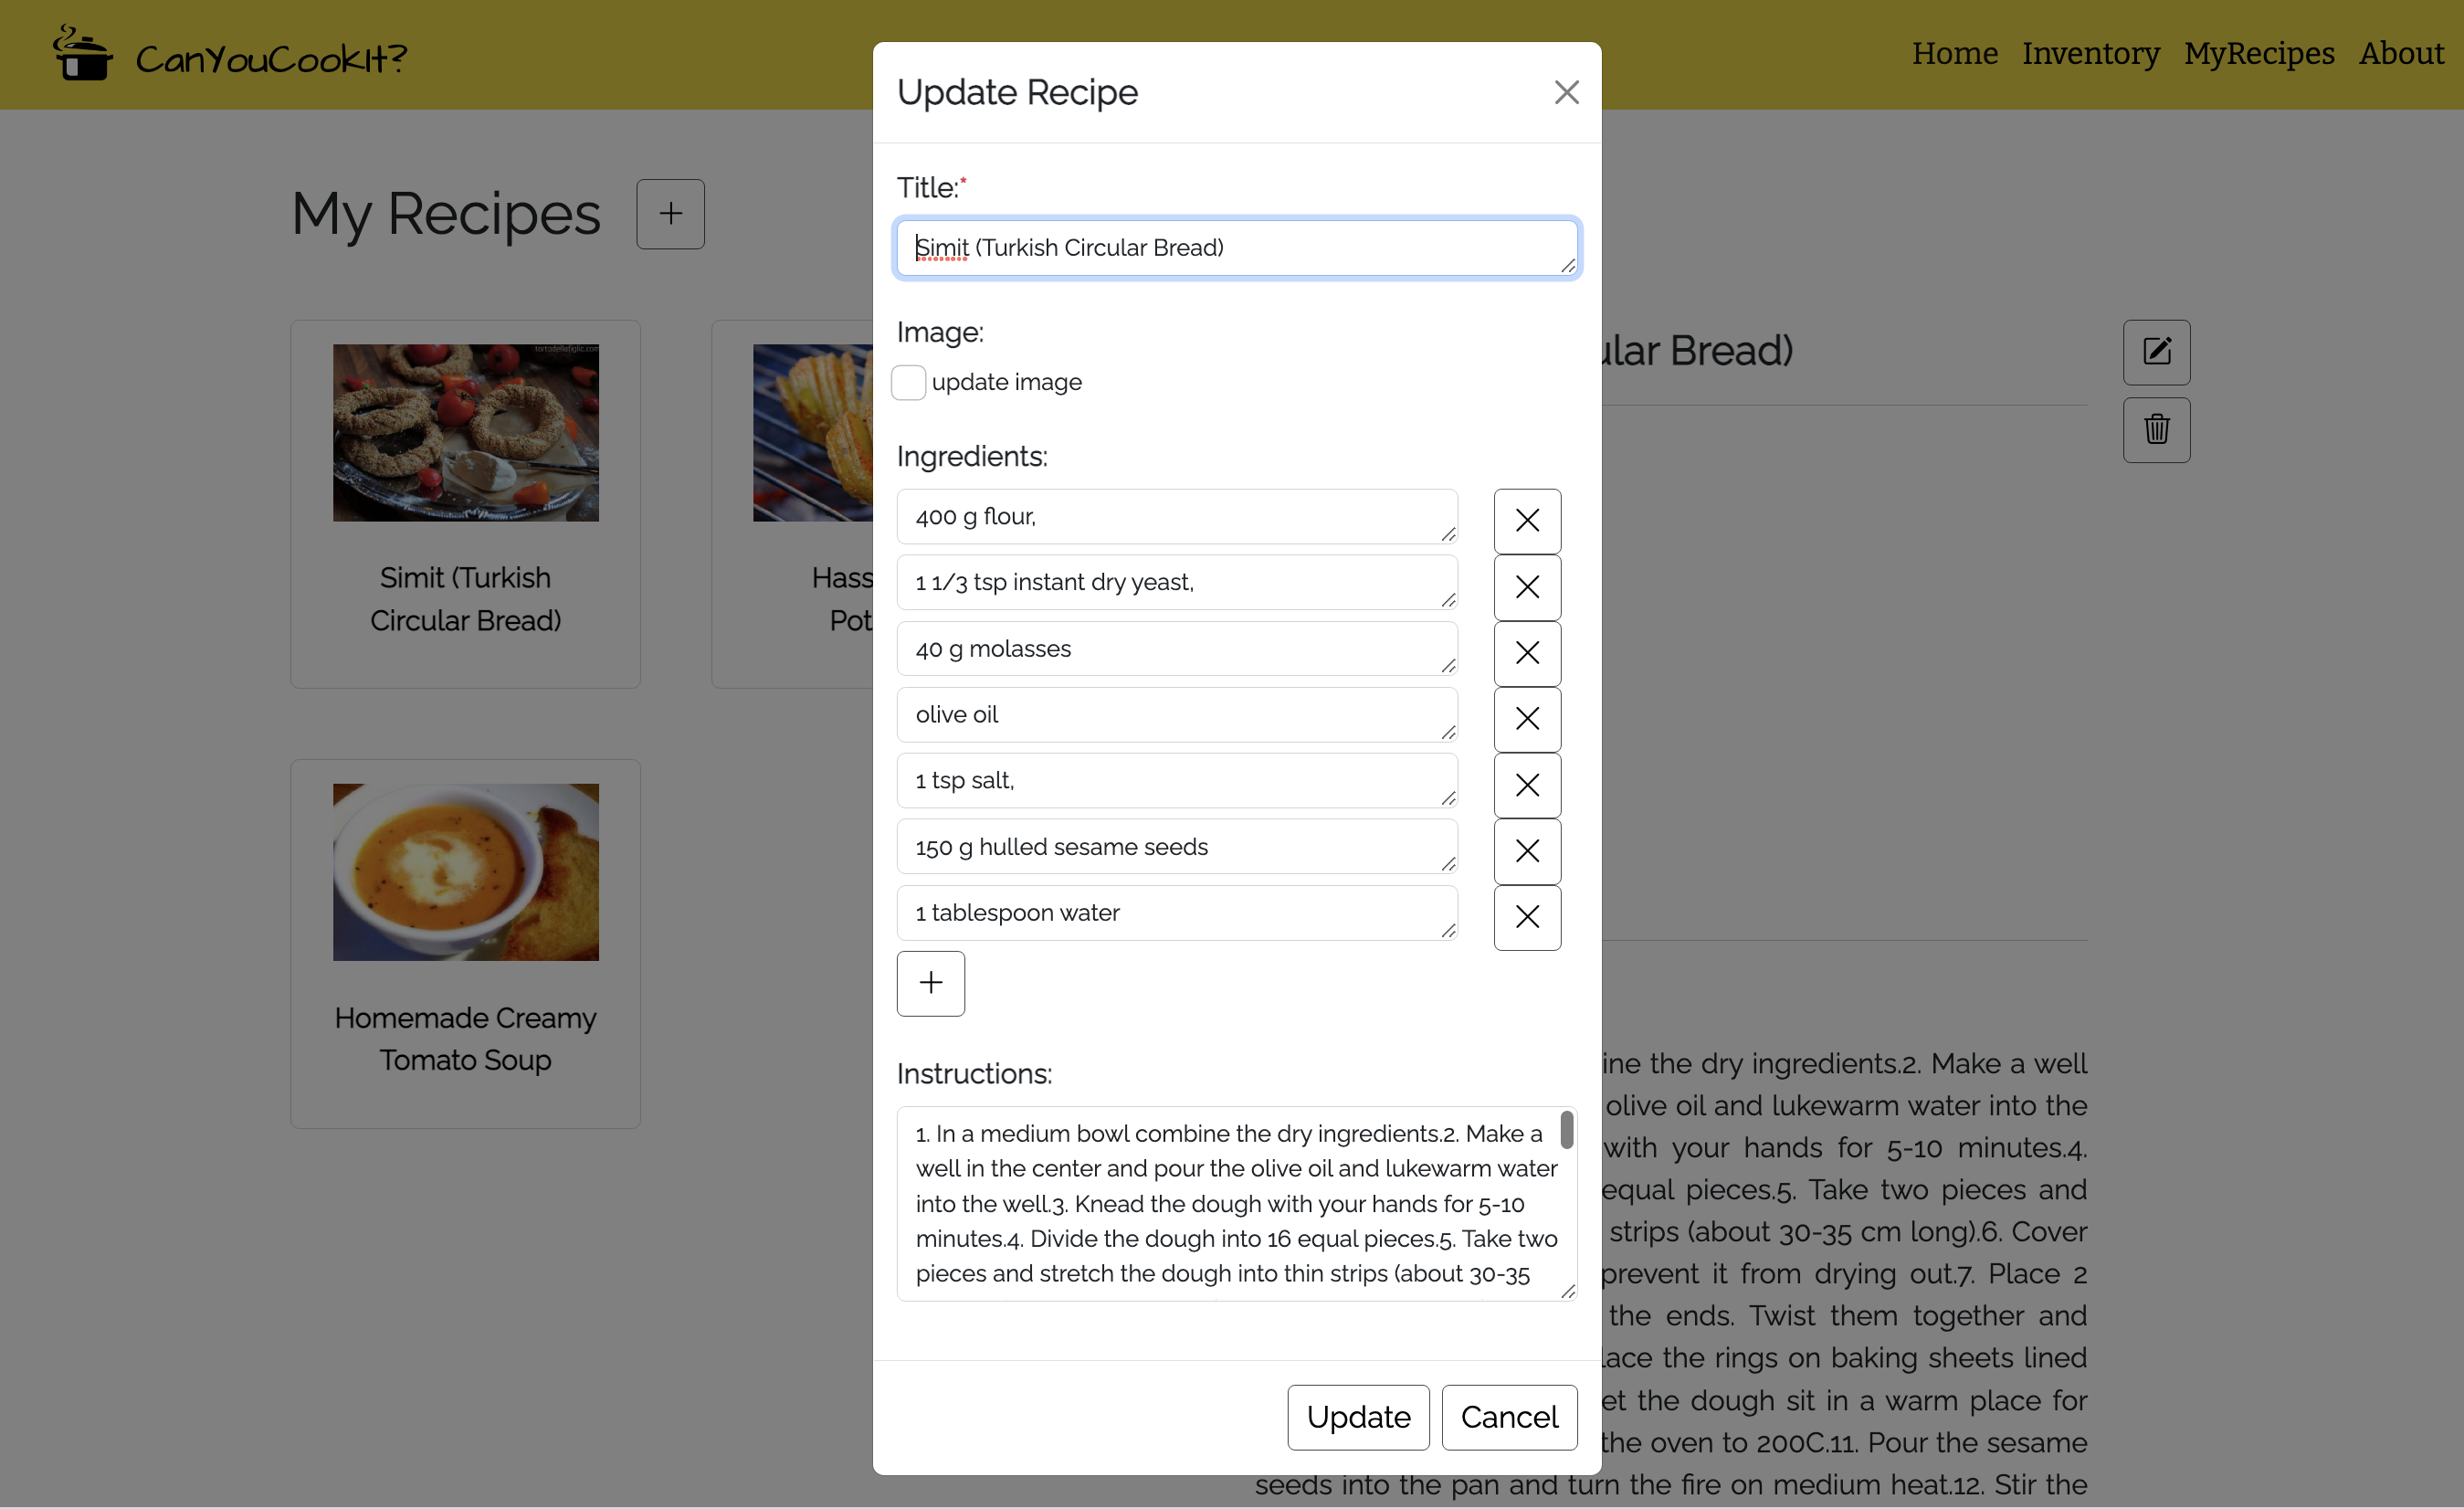 CanYouCookIt?
Home Inventory MyRecipes About
My Recipes
Simit (Turkish
Circular Bread)
Hass
Pot
Homemade Creamy
Tomato Soup
Update Recipe
Title:*
Simit (Turkish Circular Bread)
Image:
update image
Ingredients:
400 g flour,
1 1/3 tsp instant dry yeast,
40 g molasses
olive oil
1 tsp salt,
150 g hulled sesame seeds
1 tablespoon water
Instructions:
1. In a medium bowl combine the dry ingredients.2. Make a
well in the center and pour the olive oil and lukewarm water
into the well.3. Knead the dough with your hands for 5-10
minutes.4. Divide the dough into 16 equal pieces.5. Take two
pieces and stretch the dough into thin strips (about 30-35
Update Cancel
ular Bread)
ine the dry ingredients.2. Make a well
olive oil and lukewarm water into the
with your hands for 5-10 minutes.4.
equal pieces.5. Take two pieces and
strips (about 30-35 cm long).6. Cover
prevent it from drying out.7. Place 2
the ends. Twist them together and
lace the rings on baking sheets lined
et the dough sit in a warm place for
the oven to 200C.11. Pour the sesame
seeds into the pan and turn the fire on medium heat.12. Stir the